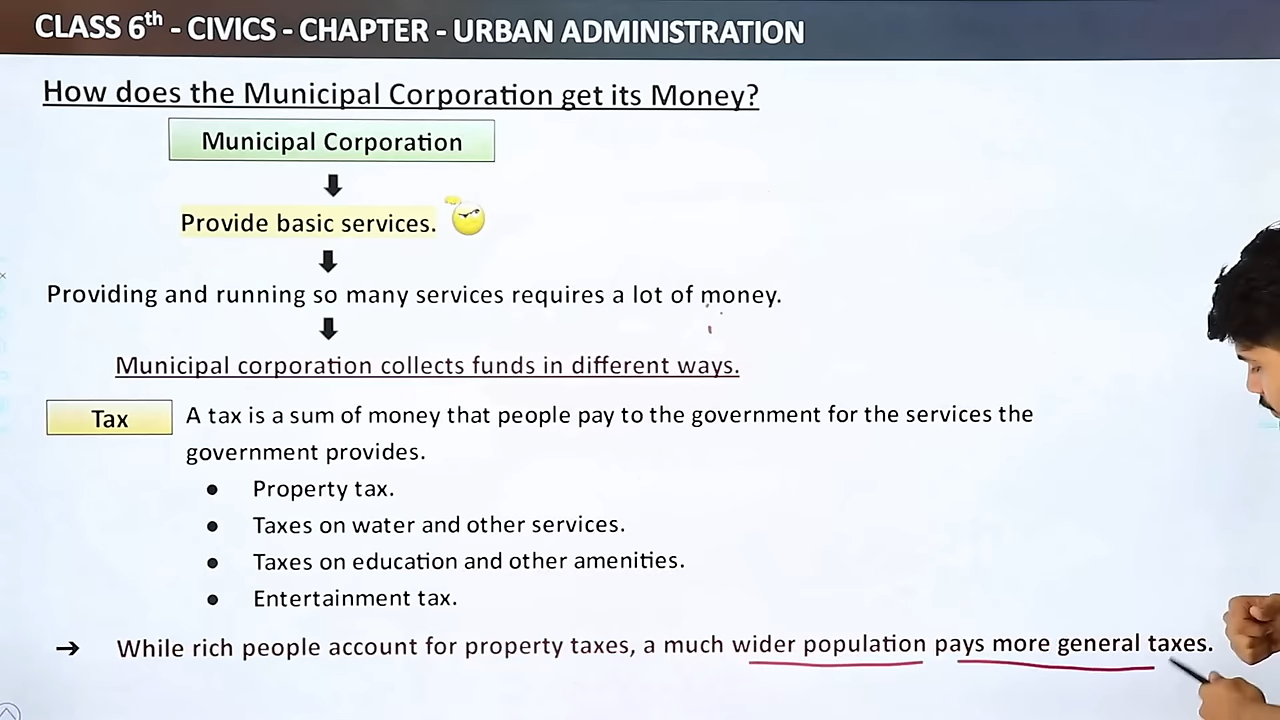 CLASS 6th - CIVICS - CHAPTER - URBAN ADMINISTRATION
How does the Municipal Corporation get its Money?
Municipal Corporation
Provide basic services.
Providing and running so many services requires a lot of money.
Municipal corporation collects funds in different ways.
Tax A tax is a sum of money that people pay to the government for the services the
government provides.
● Property tax.
● Taxes on water and other services.
● Taxes on education and other amenities.
● Entertainment tax.
➔ While rich people account for property taxes, a much wider population pays more general taxes.